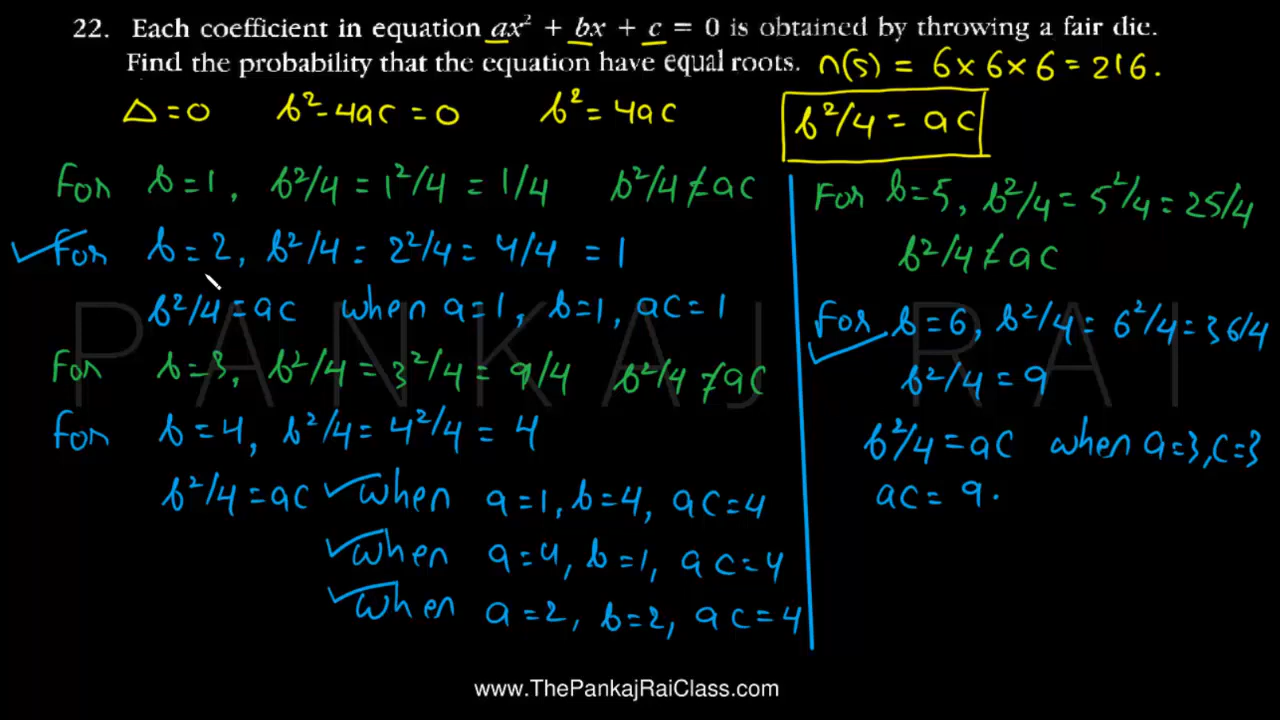 22. Each coefficient in equation ax² + bx + c = 0 is obtained by throwing a fair die.
Find the probability that the equation have equal roots. n(s) = 6×6×6 = 216.
Δ=0 b²-4ac=0 b²=4ac b²/4 = ac
For b=1, b²/4 = 1²/4 = 1/4 b²/4 ≠ ac
For b=2, b²/4 = 2²/4 = 4/4 = 1
b²/4 = ac when a=1, b=1, ac=1
For b=3, b²/4 = 3²/4 = 9/4 b²/4 ≠ ac
For b=4, b²/4 = 4²/4 = 4
b²/4 = ac ✓when a=1, b=4, ac=4
✓when a=4, b=1, ac=4
✓when a=2, b=2, ac=4
For b=5, b²/4 = 5²/4 = 25/4
b²/4 ≠ ac
For b=6, b²/4 = 6²/4 = 36/4
b²/4 = 9
b²/4 = ac when a=3, c=3
ac = 9.
PANKAJ RAI
www.ThePankajRaiClass.com